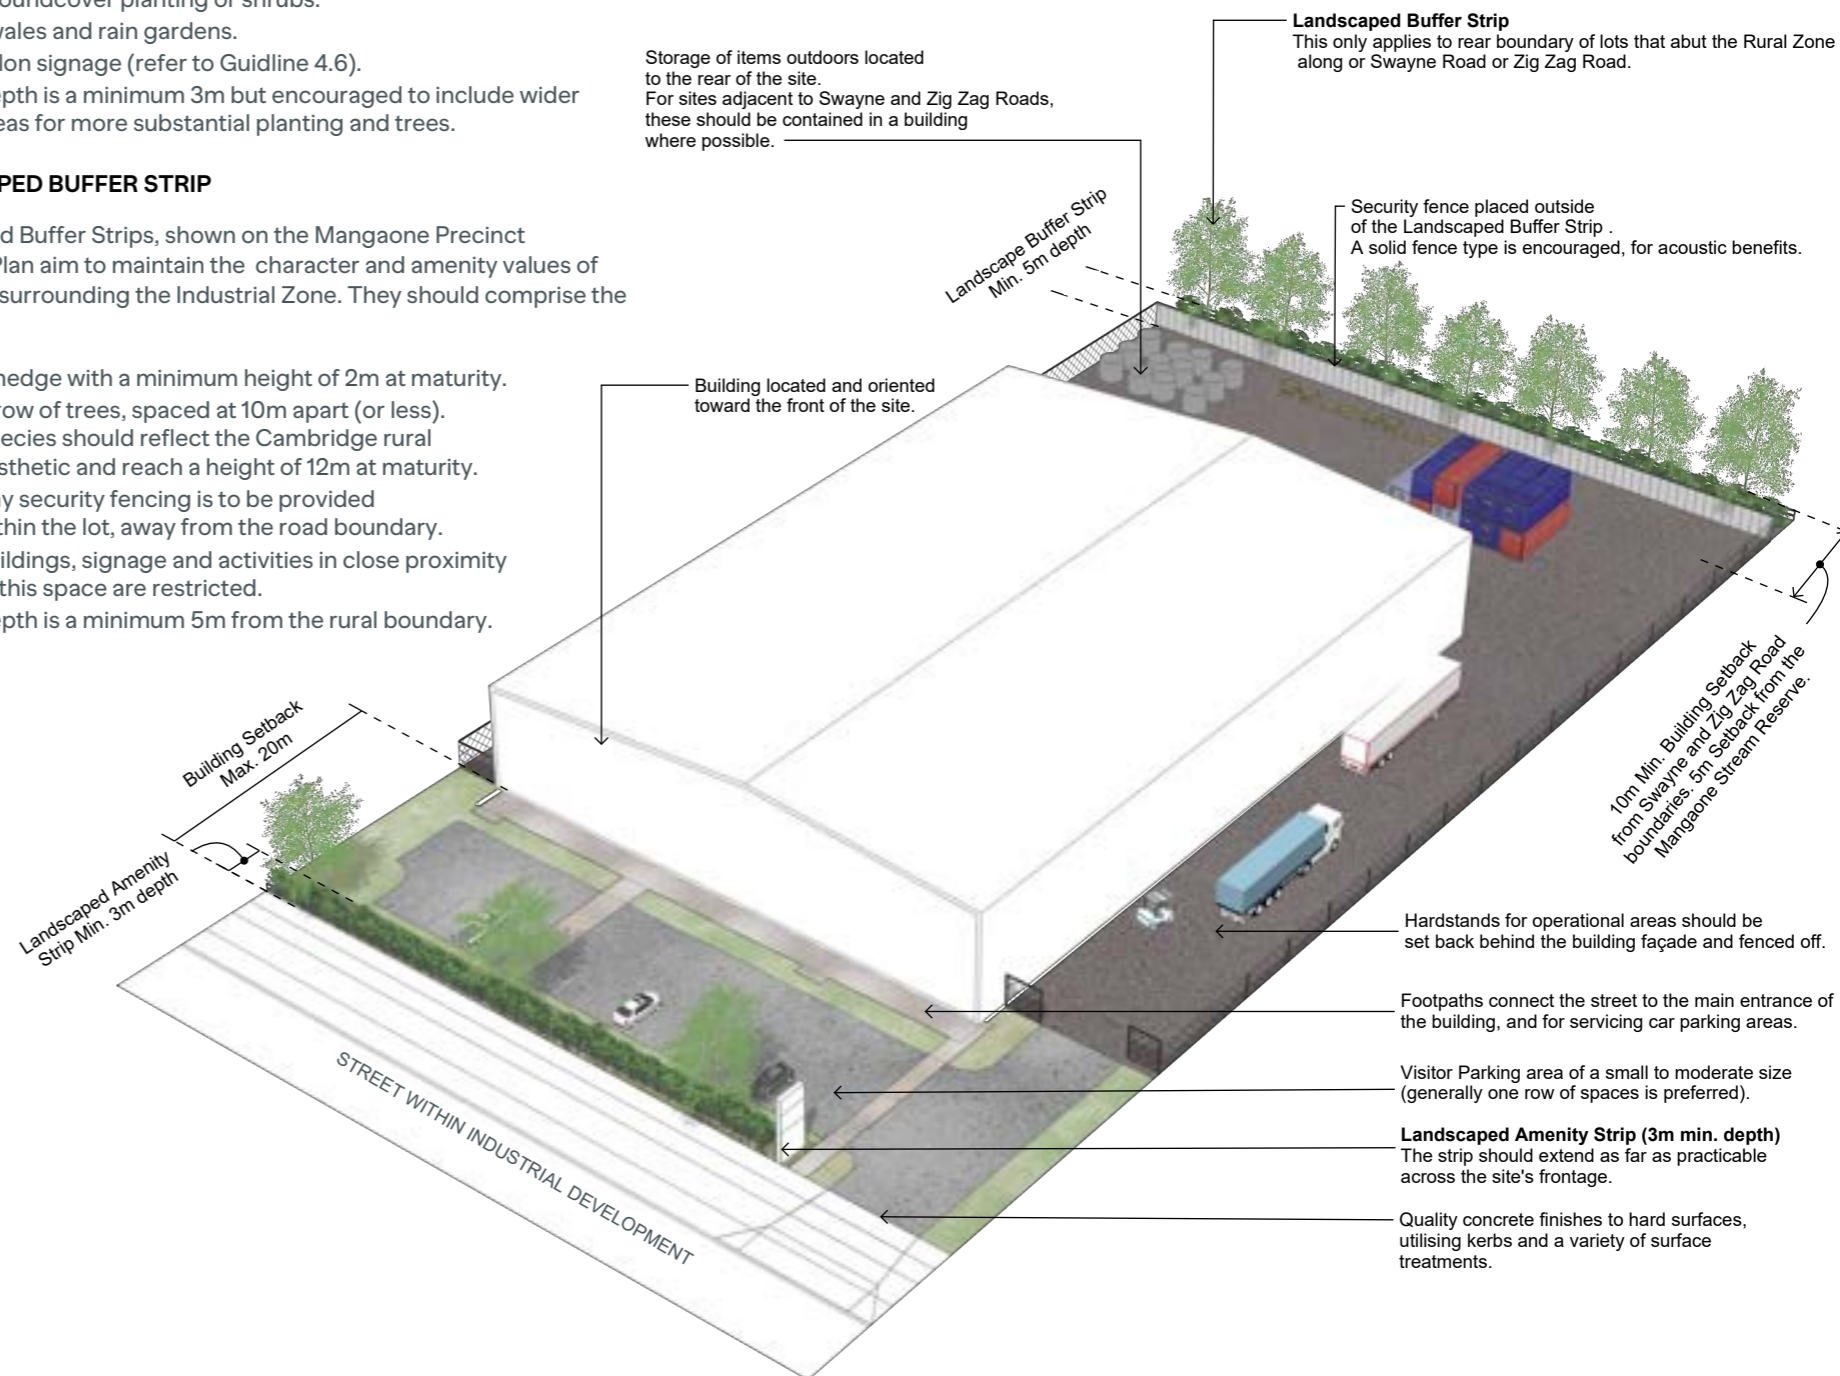 oundcover planting or shrubs.
vales and rain gardens.
lon signage (refer to Guidline 4.6).
epth is a minimum 3m but encouraged to include wider
eas for more substantial planting and trees.
PED BUFFER STRIP
d Buffer Strips, shown on the Mangaone Precinct
Plan aim to maintain the character and amenity values of
surrounding the Industrial Zone. They should comprise the
hedge with a minimum height of 2m at maturity.
row of trees, spaced at 10m apart (or less).
ecies should reflect the Cambridge rural
sthetic and reach a height of 12m at maturity.
ny security fencing is to be provided
thin the lot, away from the road boundary.
ildings, signage and activities in close proximity
this space are restricted.
epth is a minimum 5m from the rural boundary.
Storage of items outdoors located
to the rear of the site.
For sites adjacent to Swayne and Zig Zag Roads,
these should be contained in a building
where possible.
Landscaped Buffer Strip
This only applies to rear boundary of lots that abut the Rural Zone
along or Swayne Road or Zig Zag Road.
Landscape Buffer Strip
Min. 5m depth
Security fence placed outside
of the Landscaped Buffer Strip .
A solid fence type is encouraged, for acoustic benefits.
Building located and oriented
toward the front of the site.
Building Setback
Max. 20m
Landscaped Amenity
Strip Min. 3m depth
10m Min. Building Setback
from Swayne and Zig Zag Road
boundaries. 5m Setback from the
Mangaone Stream Reserve.
Hardstands for operational areas should be
set back behind the building façade and fenced off.
Footpaths connect the street to the main entrance of
the building, and for servicing car parking areas.
Visitor Parking area of a small to moderate size
(generally one row of spaces is preferred).
Landscaped Amenity Strip (3m min. depth)
The strip should extend as far as practicable
across the site's frontage.
Quality concrete finishes to hard surfaces,
utilising kerbs and a variety of surface
treatments.
STREET WITHIN INDUSTRIAL DEVELOPMENT